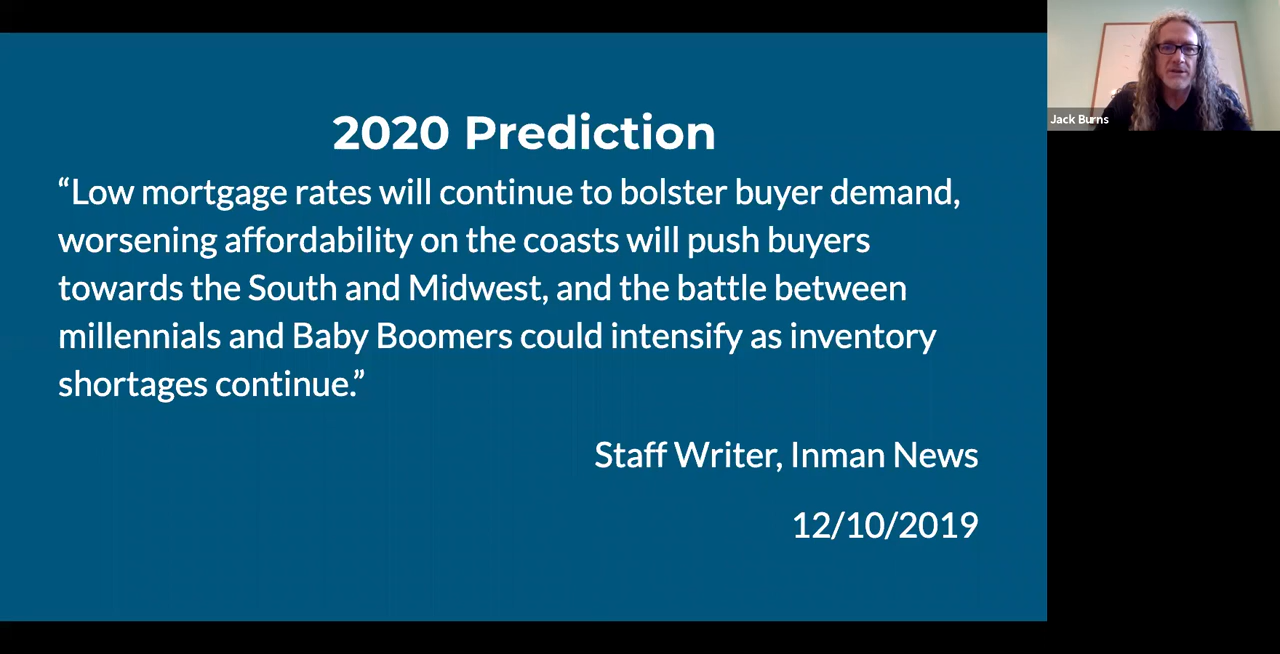 2020 Prediction
“Low mortgage rates will continue to bolster buyer demand,
worsening affordability on the coasts will push buyers
towards the South and Midwest, and the battle between
millennials and Baby Boomers could intensify as inventory
shortages continue.”
Staff Writer, Inman News
12/10/2019
Jack Burns